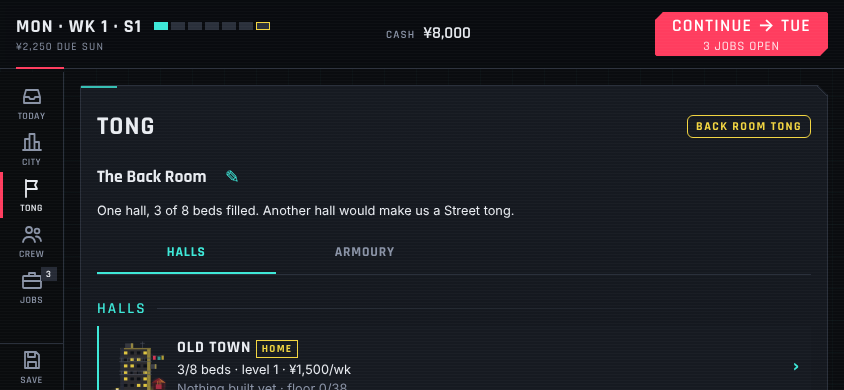 MON · WK 1 · S1
¥2,250 DUE SUN
CASH ¥8,000
CONTINUE → TUE
3 JOBS OPEN
TODAY
CITY
TONG
CREW
3
JOBS
SAVE
TONG
BACK ROOM TONG
The Back Room ✎
One hall, 3 of 8 beds filled. Another hall would make us a Street tong.
HALLS
ARMOURY
HALLS
OLD TOWN HOME
3/8 beds · level 1 · ¥1,500/wk
Nothing built yet · floor 0/38